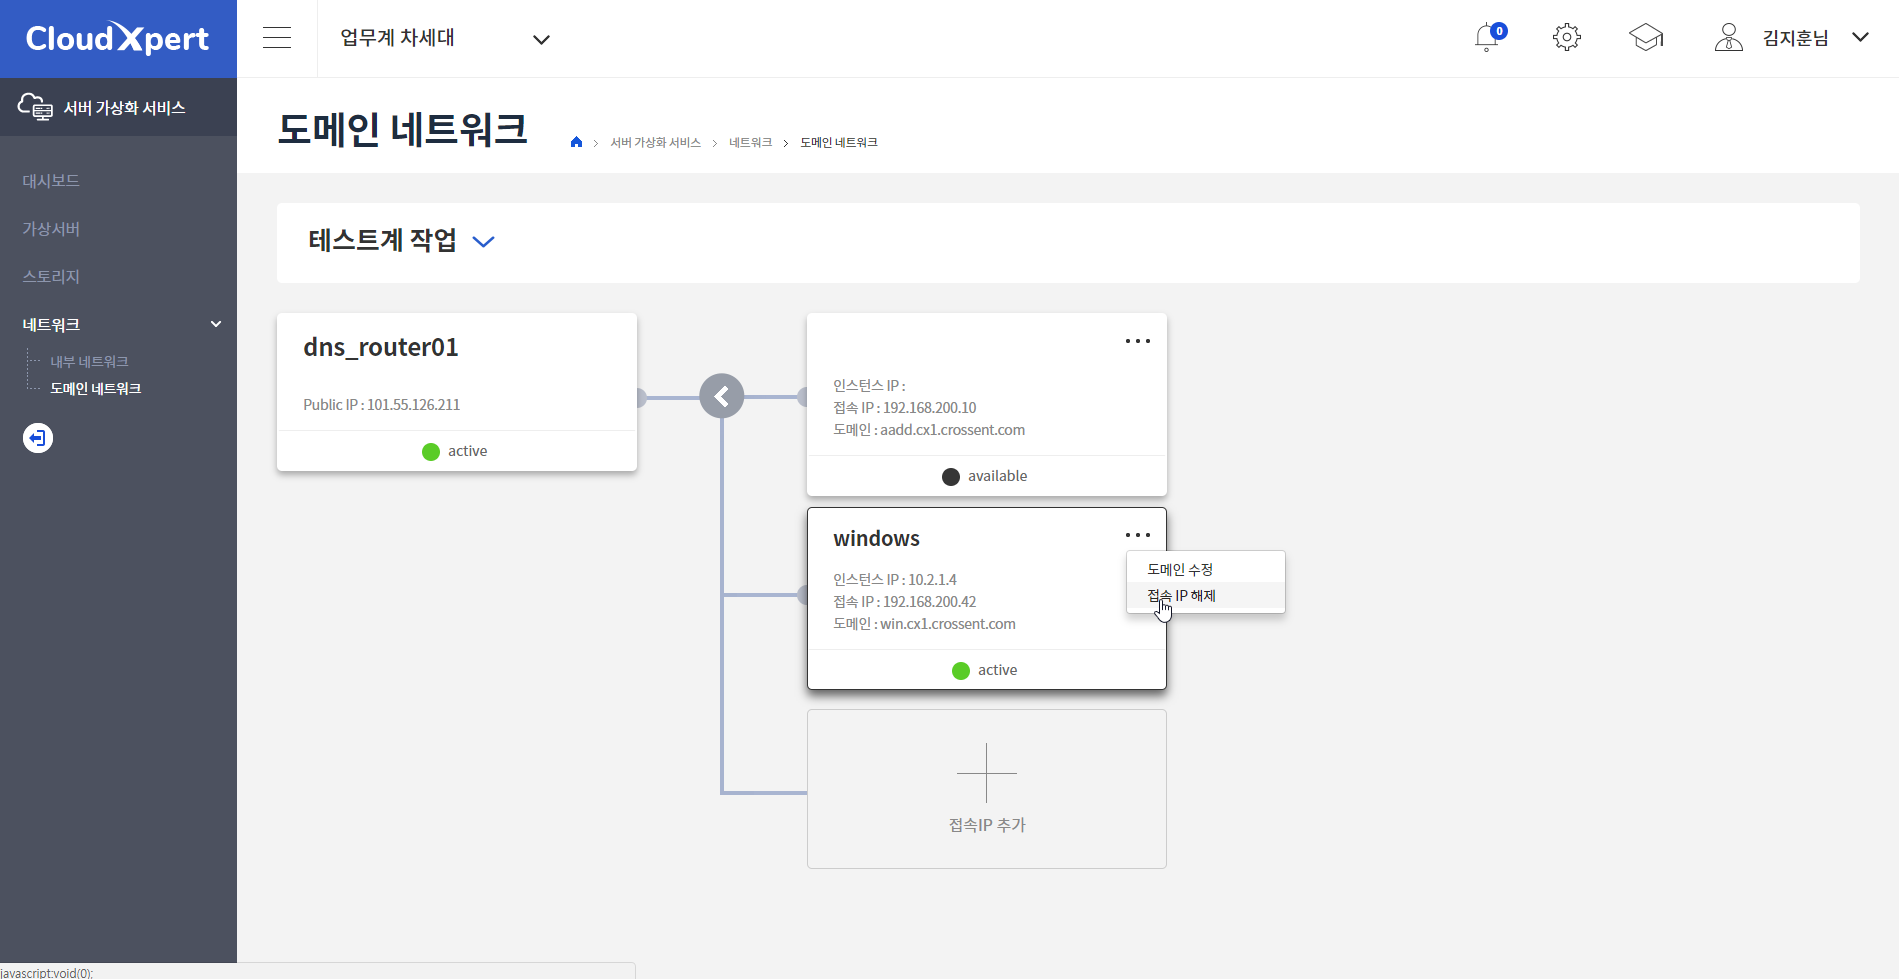 CloudXpert
업무계 차세대
0
김지훈님
서버 가상화 서비스
대시보드
가상서버
스토리지
네트워크
내부 네트워크
도메인 네트워크
도메인 네트워크
서버 가상화 서비스
네트워크
도메인 네트워크
테스트계 작업
dns_router01
Public IP : 101.55.126.211
active
인스턴스 IP :
접속 IP : 192.168.200.10
도메인 : aadd.cx1.crossent.com
available
windows
인스턴스 IP : 10.2.1.4
접속 IP : 192.168.200.42
도메인 : win.cx1.crossent.com
active
도메인 수정
접속 IP 해제
접속IP 추가
javascript:void(0);